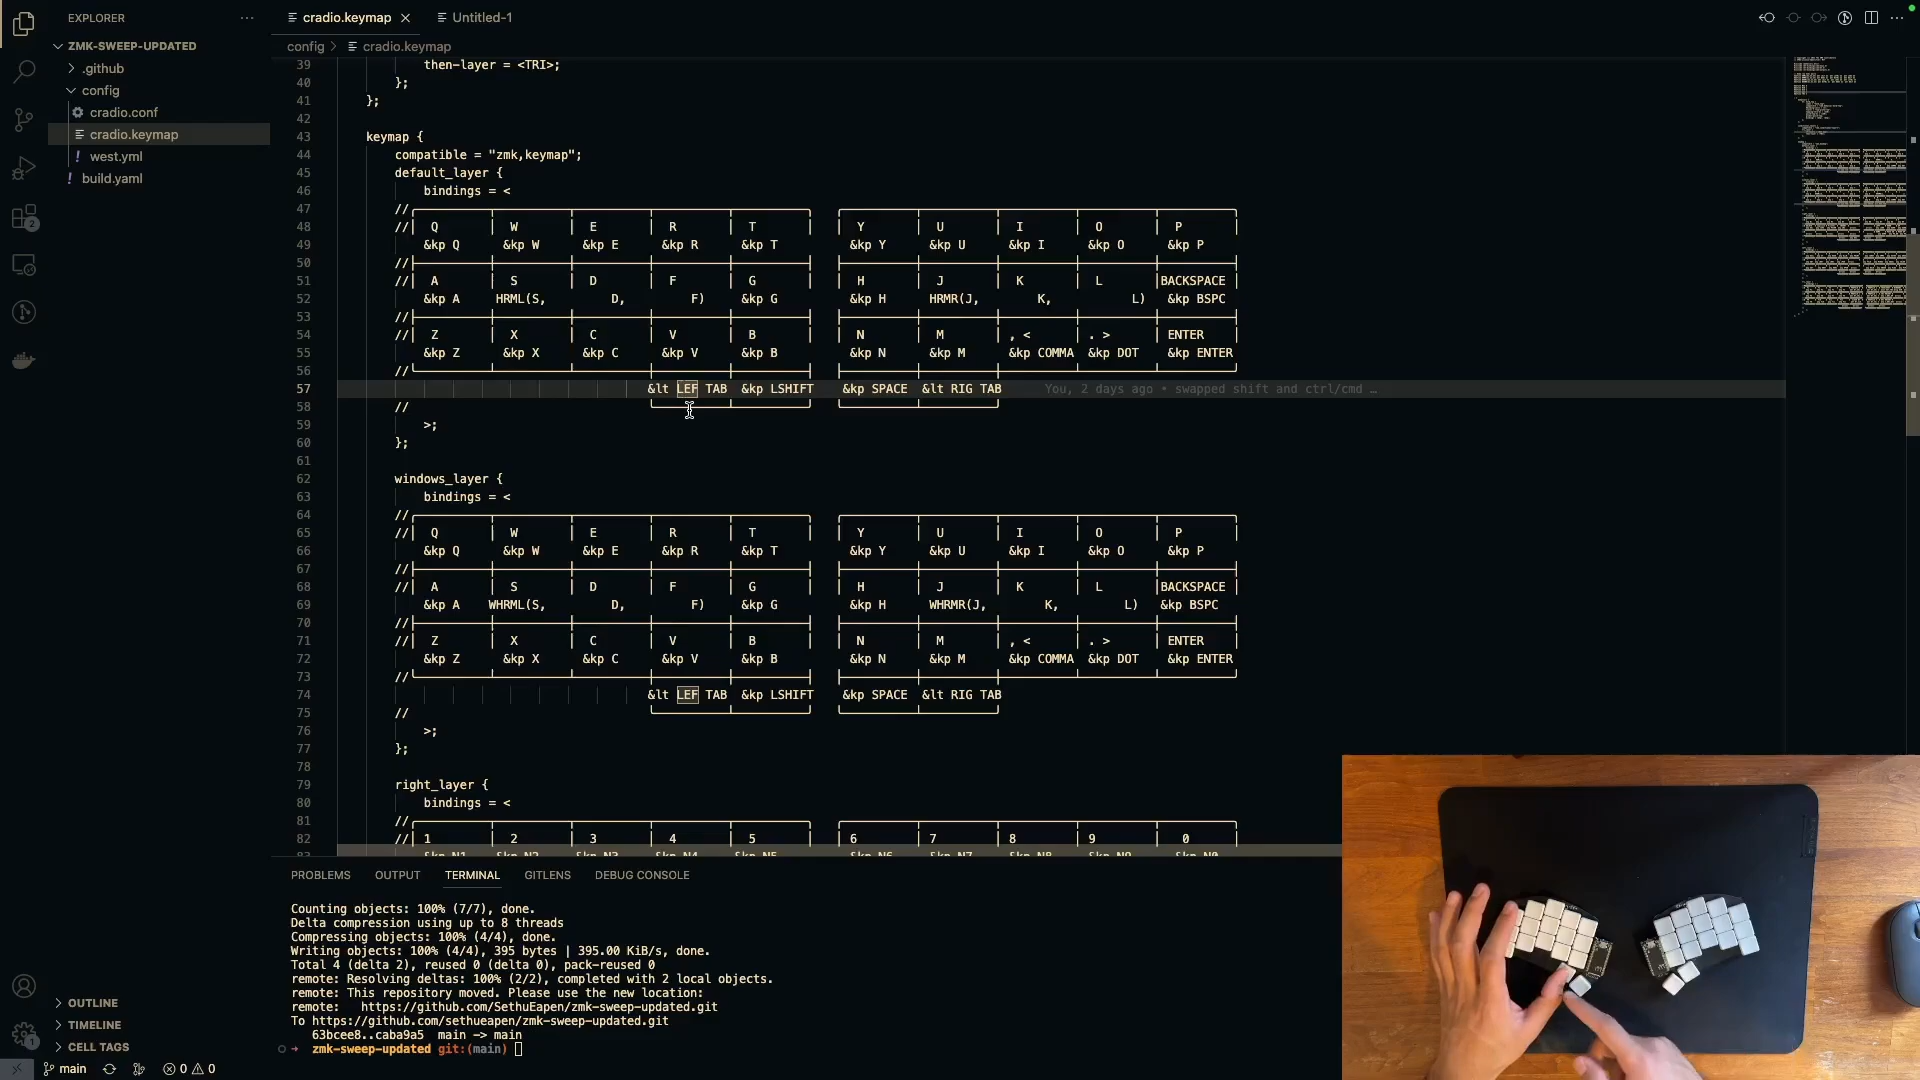 EXPLORER
ZMK-SWEEP-UPDATED
.github
config
cradio.conf
cradio.keymap
west.yml
build.yaml
2
OUTLINE
TIMELINE
CELL TAGS
1
main
0 0
cradio.keymap
Untitled-1
config > cradio.keymap
39 then-layer = <TRI>;
40 };
41 };
42
43 keymap {
44 compatible = "zmk,keymap";
45 default_layer {
46 bindings = <
47 //
48 //| Q | W | E | R | T | | Y | U | I | O | P |
49 &kp Q &kp W &kp E &kp R &kp T &kp Y &kp U &kp I &kp O &kp P
50 //
51 //| A | S | D | F | G | | H | J | K | L |BACKSPACE |
52 &kp A HRML(S, D, F) &kp G &kp H HRMR(J, K, L) &kp BSPC
53 //
54 //| Z | X | C | V | B | | N | M | , < | . > | ENTER |
55 &kp Z &kp X &kp C &kp V &kp B &kp N &kp M &kp COMMA &kp DOT &kp ENTER
56 //
57 &lt LEF TAB &kp LSHIFT &kp SPACE &lt RIG TAB You, 2 days ago • swapped shift and ctrl/cmd …
58 //
59 >;
60 };
61
62 windows_layer {
63 bindings = <
64 //
65 //| Q | W | E | R | T | | Y | U | I | O | P |
66 &kp Q &kp W &kp E &kp R &kp T &kp Y &kp U &kp I &kp O &kp P
67 //
68 //| A | S | D | F | G | | H | J | K | L |BACKSPACE |
69 &kp A WHRML(S, D, F) &kp G &kp H WHRMR(J, K, L) &kp BSPC
70 //
71 //| Z | X | C | V | B | | N | M | , < | . > | ENTER |
72 &kp Z &kp X &kp C &kp V &kp B &kp N &kp M &kp COMMA &kp DOT &kp ENTER
73 //
74 &lt LEF TAB &kp LSHIFT &kp SPACE &lt RIG TAB
75 //
76 >;
77 };
78
79 right_layer {
80 bindings = <
81 //
82 //| 1 | 2 | 3 | 4 | 5 | | 6 | 7 | 8 | 9 | 0 |
PROBLEMS OUTPUT TERMINAL GITLENS DEBUG CONSOLE
Counting objects: 100% (7/7), done.
Delta compression using up to 8 threads
Compressing objects: 100% (4/4), done.
Writing objects: 100% (4/4), 395 bytes | 395.00 KiB/s, done.
Total 4 (delta 2), reused 0 (delta 0), pack-reused 0
remote: Resolving deltas: 100% (2/2), completed with 2 local objects.
remote: This repository moved. Please use the new location:
remote: https://github.com/SethuEapen/zmk-sweep-updated.git
To https://github.com/sethueapen/zmk-sweep-updated.git
63bcee8..caba9a5 main -> main
zmk-sweep-updated git:(main)